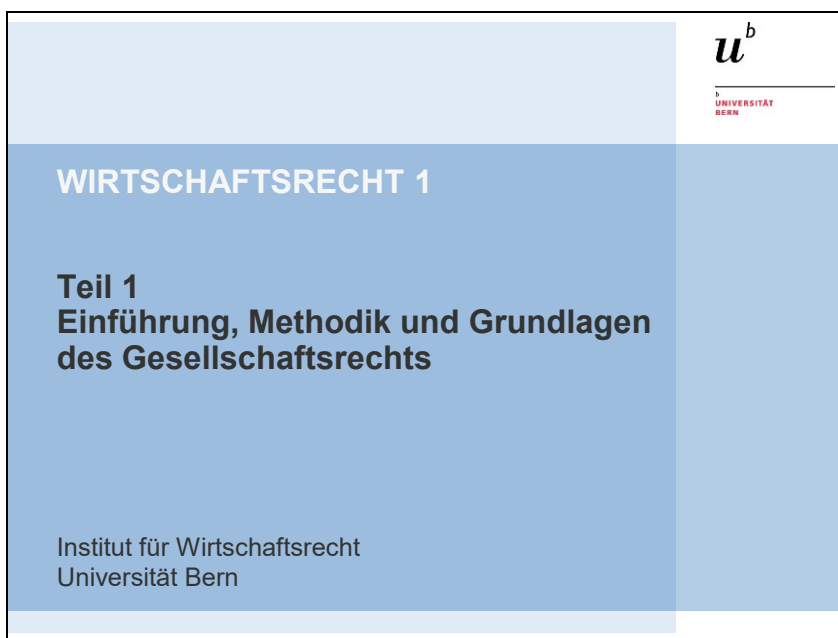 u
b
b
UNIVERSITÄT
BERN
WIRTSCHAFTSRECHT 1
Teil 1
Einführung, Methodik und Grundlagen
des Gesellschaftsrechts
Institut für Wirtschaftsrecht
Universität Bern